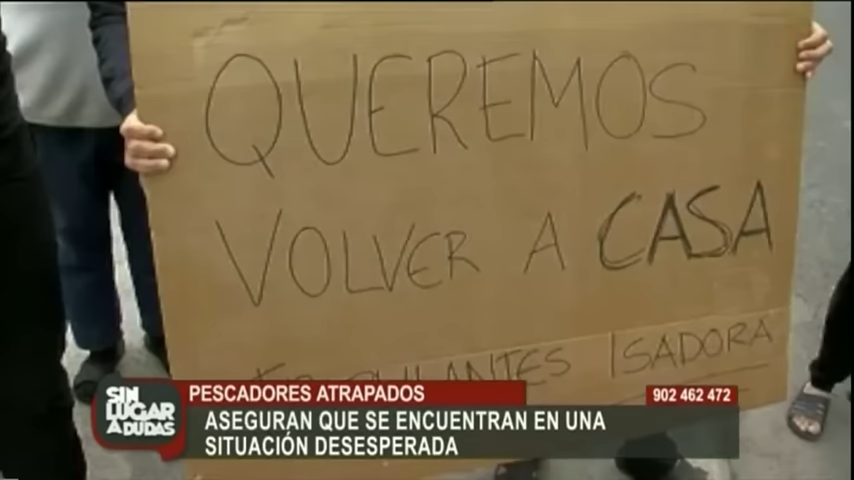 QUEREMOS
VOLVER A CASA
ISADORA
SIN
LUGAR
A DUDAS
PESCADORES ATRAPADOS
902 462 472
ASEGURAN QUE SE ENCUENTRAN EN UNA
SITUACIÓN DESESPERADA